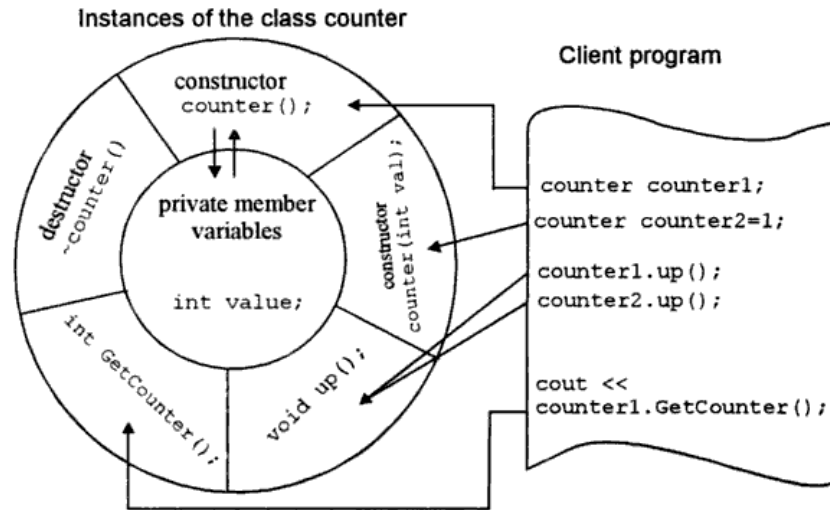 Instances of the class counter
Client program
constructor
counter();
destructor
~counter()
private member
variables
int value;
constructor
counter(int val);
int GetCounter();
void up();
counter counter1;
counter counter2=1;
counter1.up();
counter2.up();
cout <<
counter1.GetCounter();